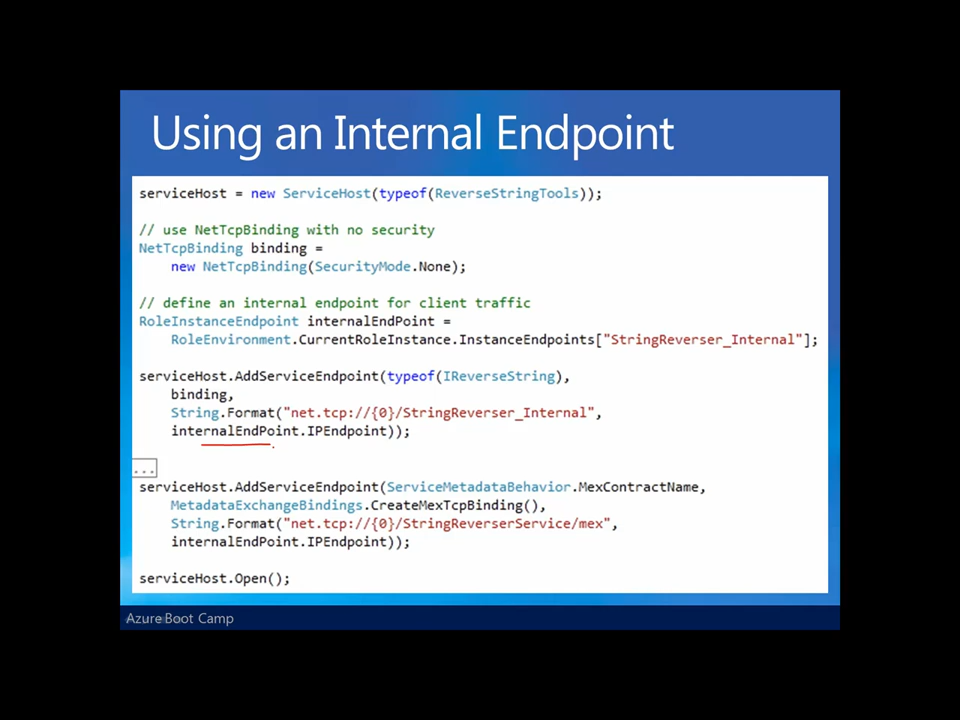 Using an Internal Endpoint
serviceHost = new ServiceHost(typeof(ReverseStringTools));
// use NetTcpBinding with no security
NetTcpBinding binding =
new NetTcpBinding(SecurityMode.None);
// define an internal endpoint for client traffic
RoleInstanceEndpoint internalEndPoint =
RoleEnvironment.CurrentRoleInstance.InstanceEndpoints["StringReverser_Internal"];
serviceHost.AddServiceEndpoint(typeof(IReverseString),
binding,
String.Format("net.tcp://{0}/StringReverser_Internal",
internalEndPoint.IPEndpoint));
...
serviceHost.AddServiceEndpoint(ServiceMetadataBehavior.MexContractName,
MetadataExchangeBindings.CreateMexTcpBinding(),
String.Format("net.tcp://{0}/StringReverserService/mex",
internalEndPoint.IPEndpoint));
serviceHost.Open();
Azure Boot Camp